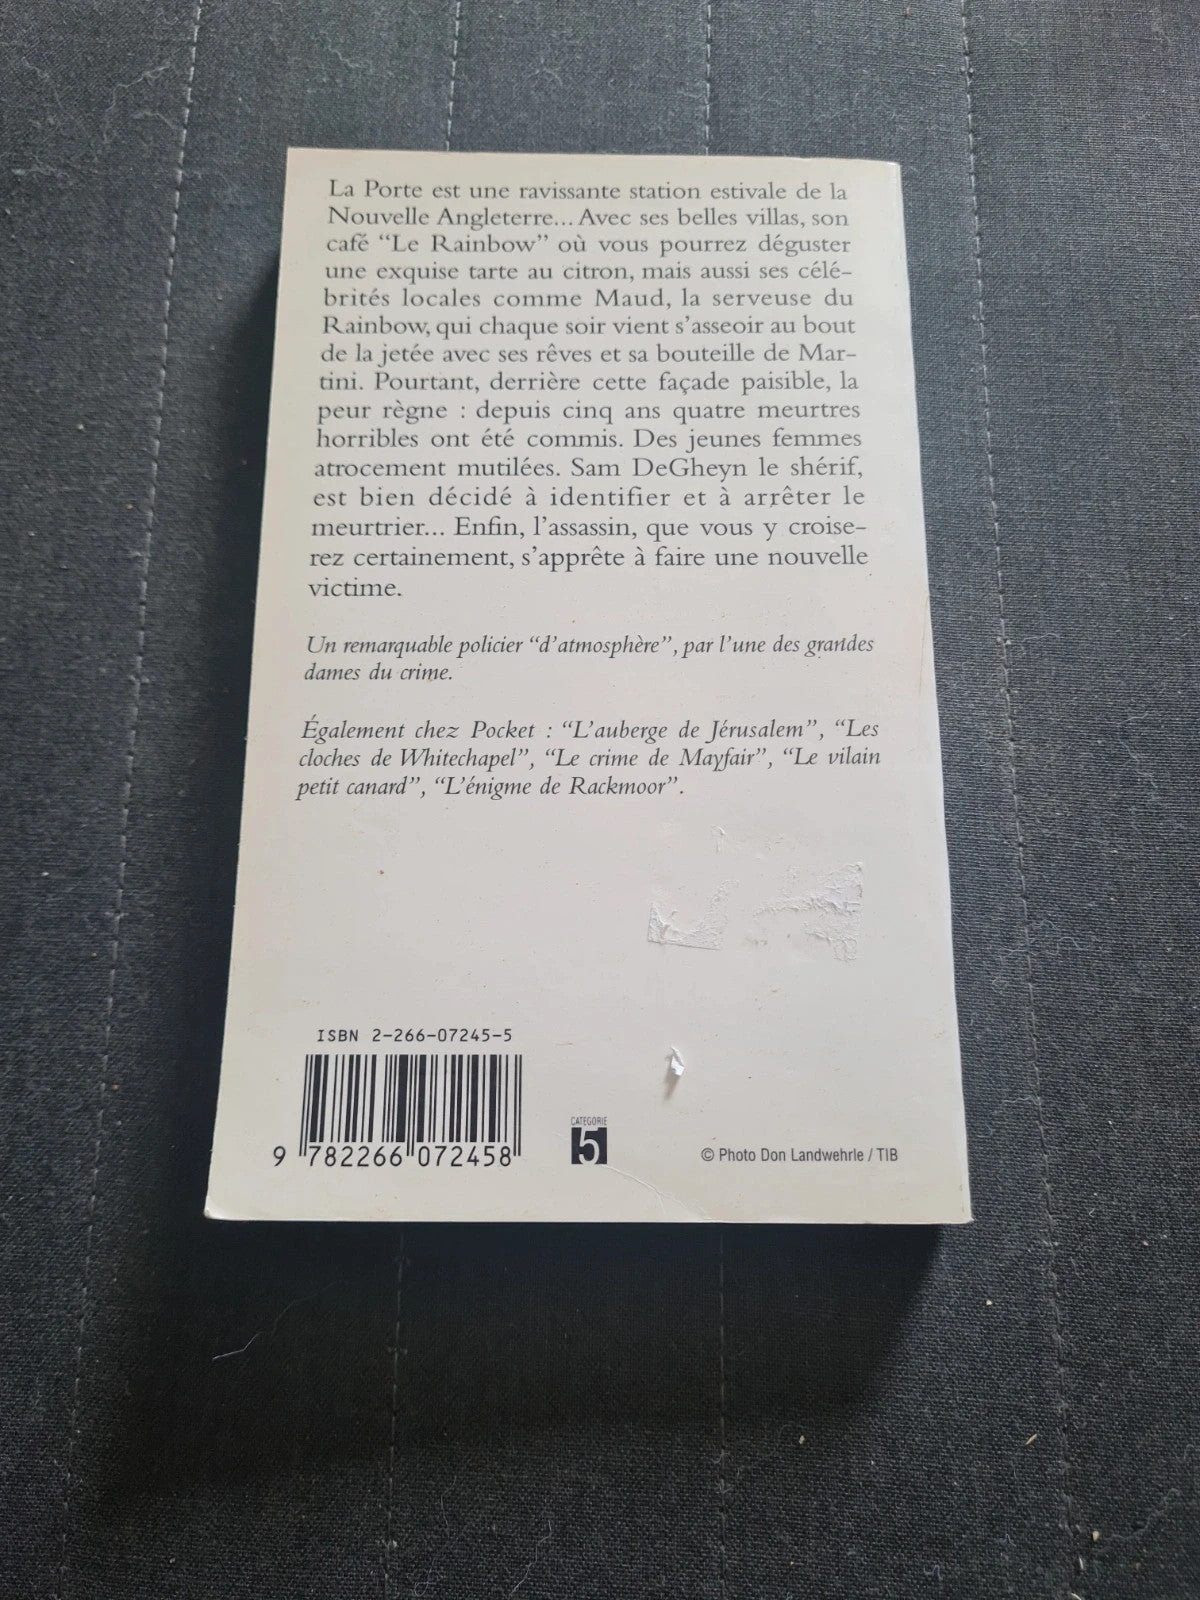 La Porte est une ravissante station estivale de la
Nouvelle Angleterre... Avec ses belles villas, son
café “Le Rainbow” où vous pourrez déguster
une exquise tarte au citron, mais aussi ses célé-
brités locales comme Maud, la serveuse du
Rainbow, qui chaque soir vient s’asseoir au bout
de la jetée avec ses rêves et sa bouteille de Mar-
tini. Pourtant, derrière cette façade paisible, la
peur règne : depuis cinq ans quatre meurtres
horribles ont été commis. Des jeunes femmes
atrocement mutilées. Sam DeGheyn le shérif,
est bien décidé à identifier et à arrêter le
meurtrier... Enfin, l’assassin, que vous y croise-
rez certainement, s’apprête à faire une nouvelle
victime.
Un remarquable policier “d’atmosphère”, par l’une des grandes
dames du crime.
Également chez Pocket : “L’auberge de Jérusalem”, “Les
cloches de Whitechapel”, “Le crime de Mayfair”, “Le vilain
petit canard”, “L’énigme de Rackmoor”.
ISBN 2-266-07245-5
9 782266 072458
CATEGORIE
5
© Photo Don Landwehrle / TIB